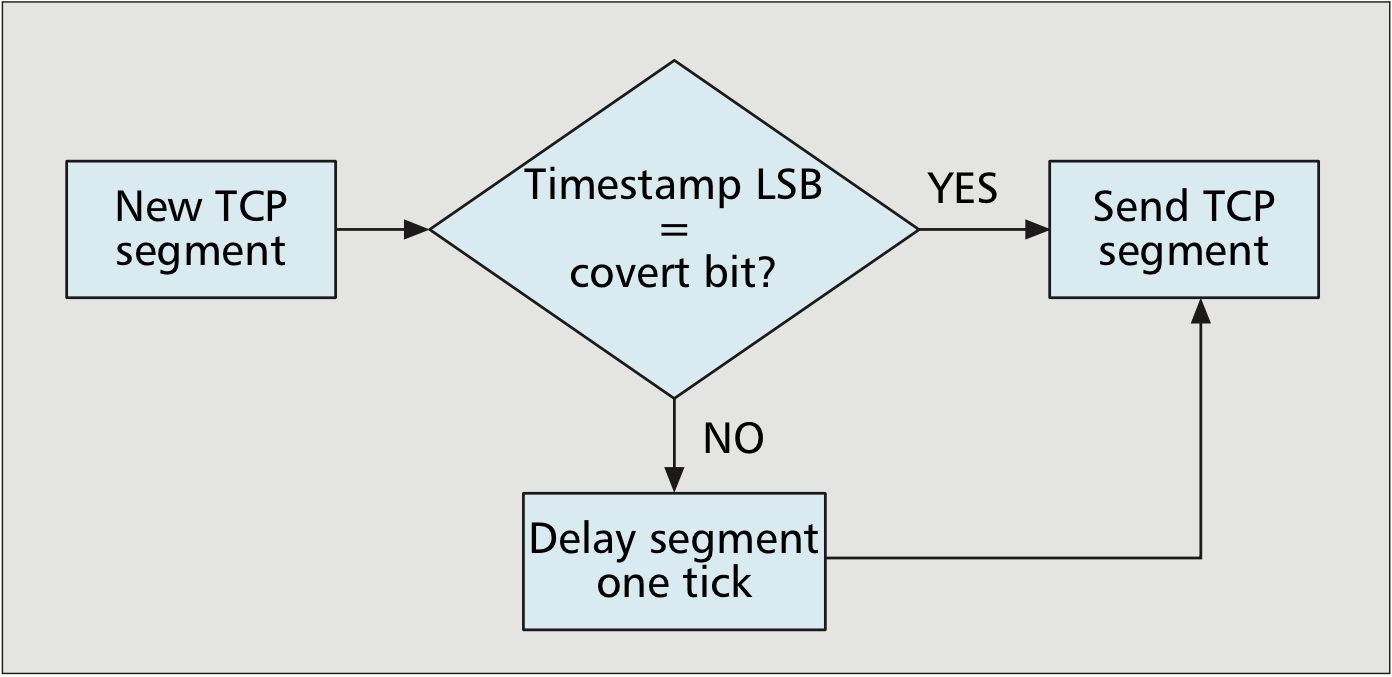 New TCP
segment
Timestamp LSB
=
covert bit?
YES
Send TCP
segment
NO
Delay segment
one tick